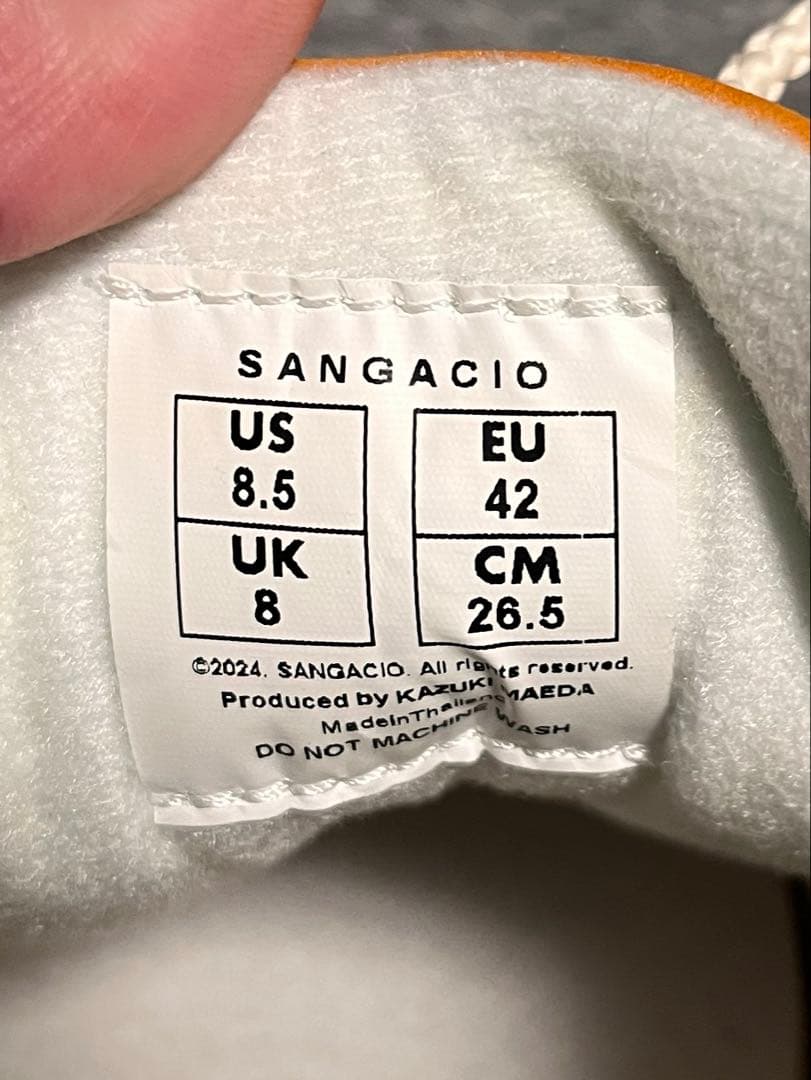 SANGACIO
US
8.5
UK
8
EU
42
CM
26.5
©2024. SANGACIO. All rights reserved.
Produced by KAZUKI MAEDA
MadeinThailand
DO NOT MACHINE WASH